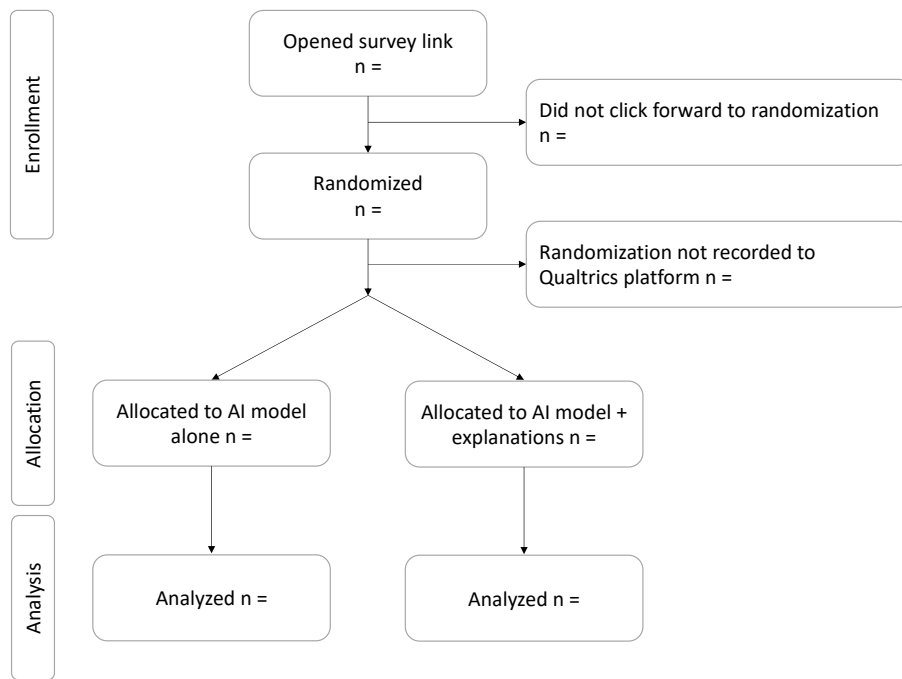 Enrollment
Opened survey link
n =
Did not click forward to randomization
n =
Randomized
n =
Randomization not recorded to
Qualtrics platform n =
Allocation
Allocated to AI model
alone n =
Allocated to AI model +
explanations n =
Analysis
Analyzed n =
Analyzed n =